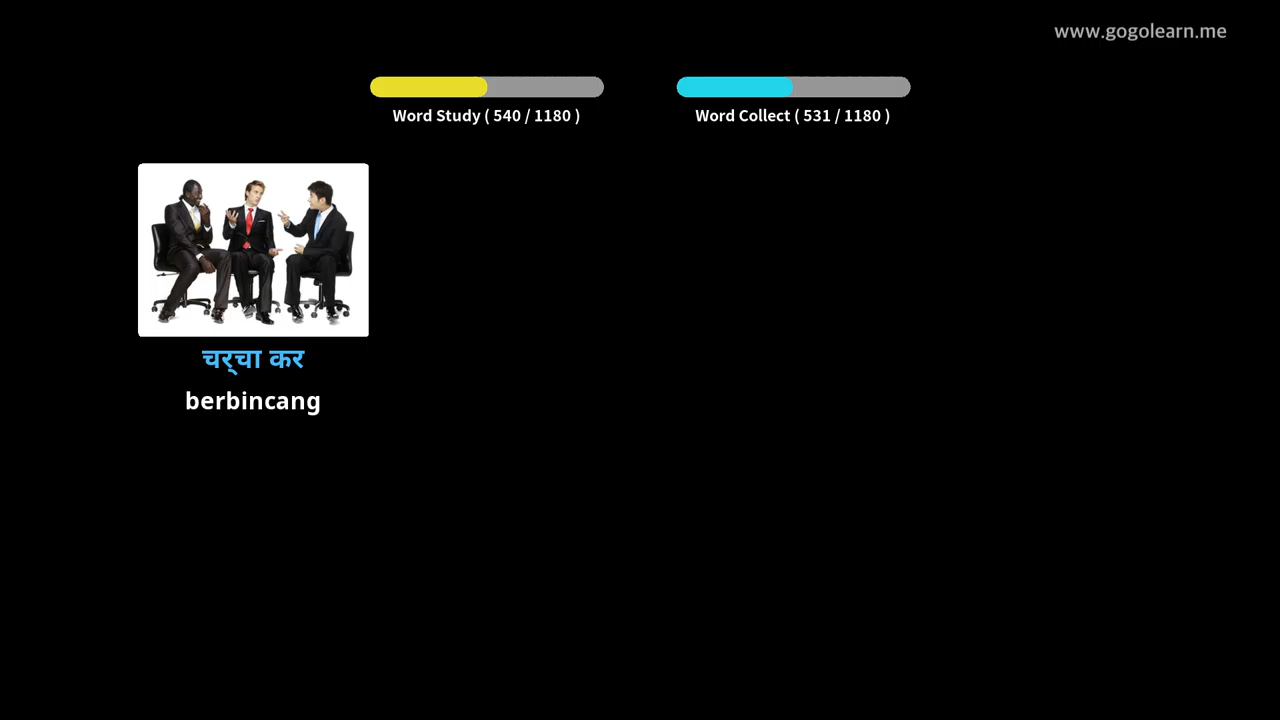 www.gogolearn.me
Word Study ( 540 / 1180 )
Word Collect ( 531 / 1180 )
चर्‌चा कर
berbincang